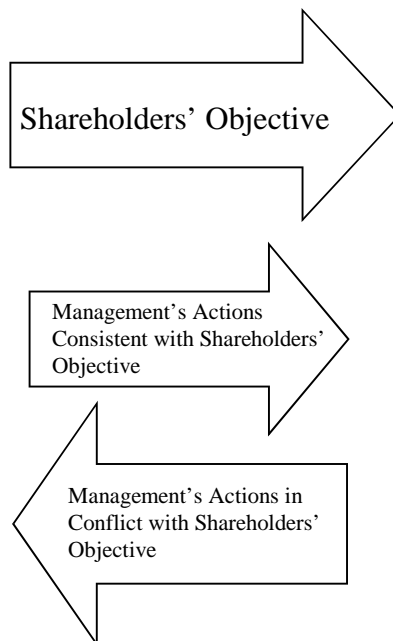 Shareholders’ Objective
Management’s Actions
Consistent with Shareholders’
Objective
Management’s Actions in
Conflict with Shareholders’
Objective